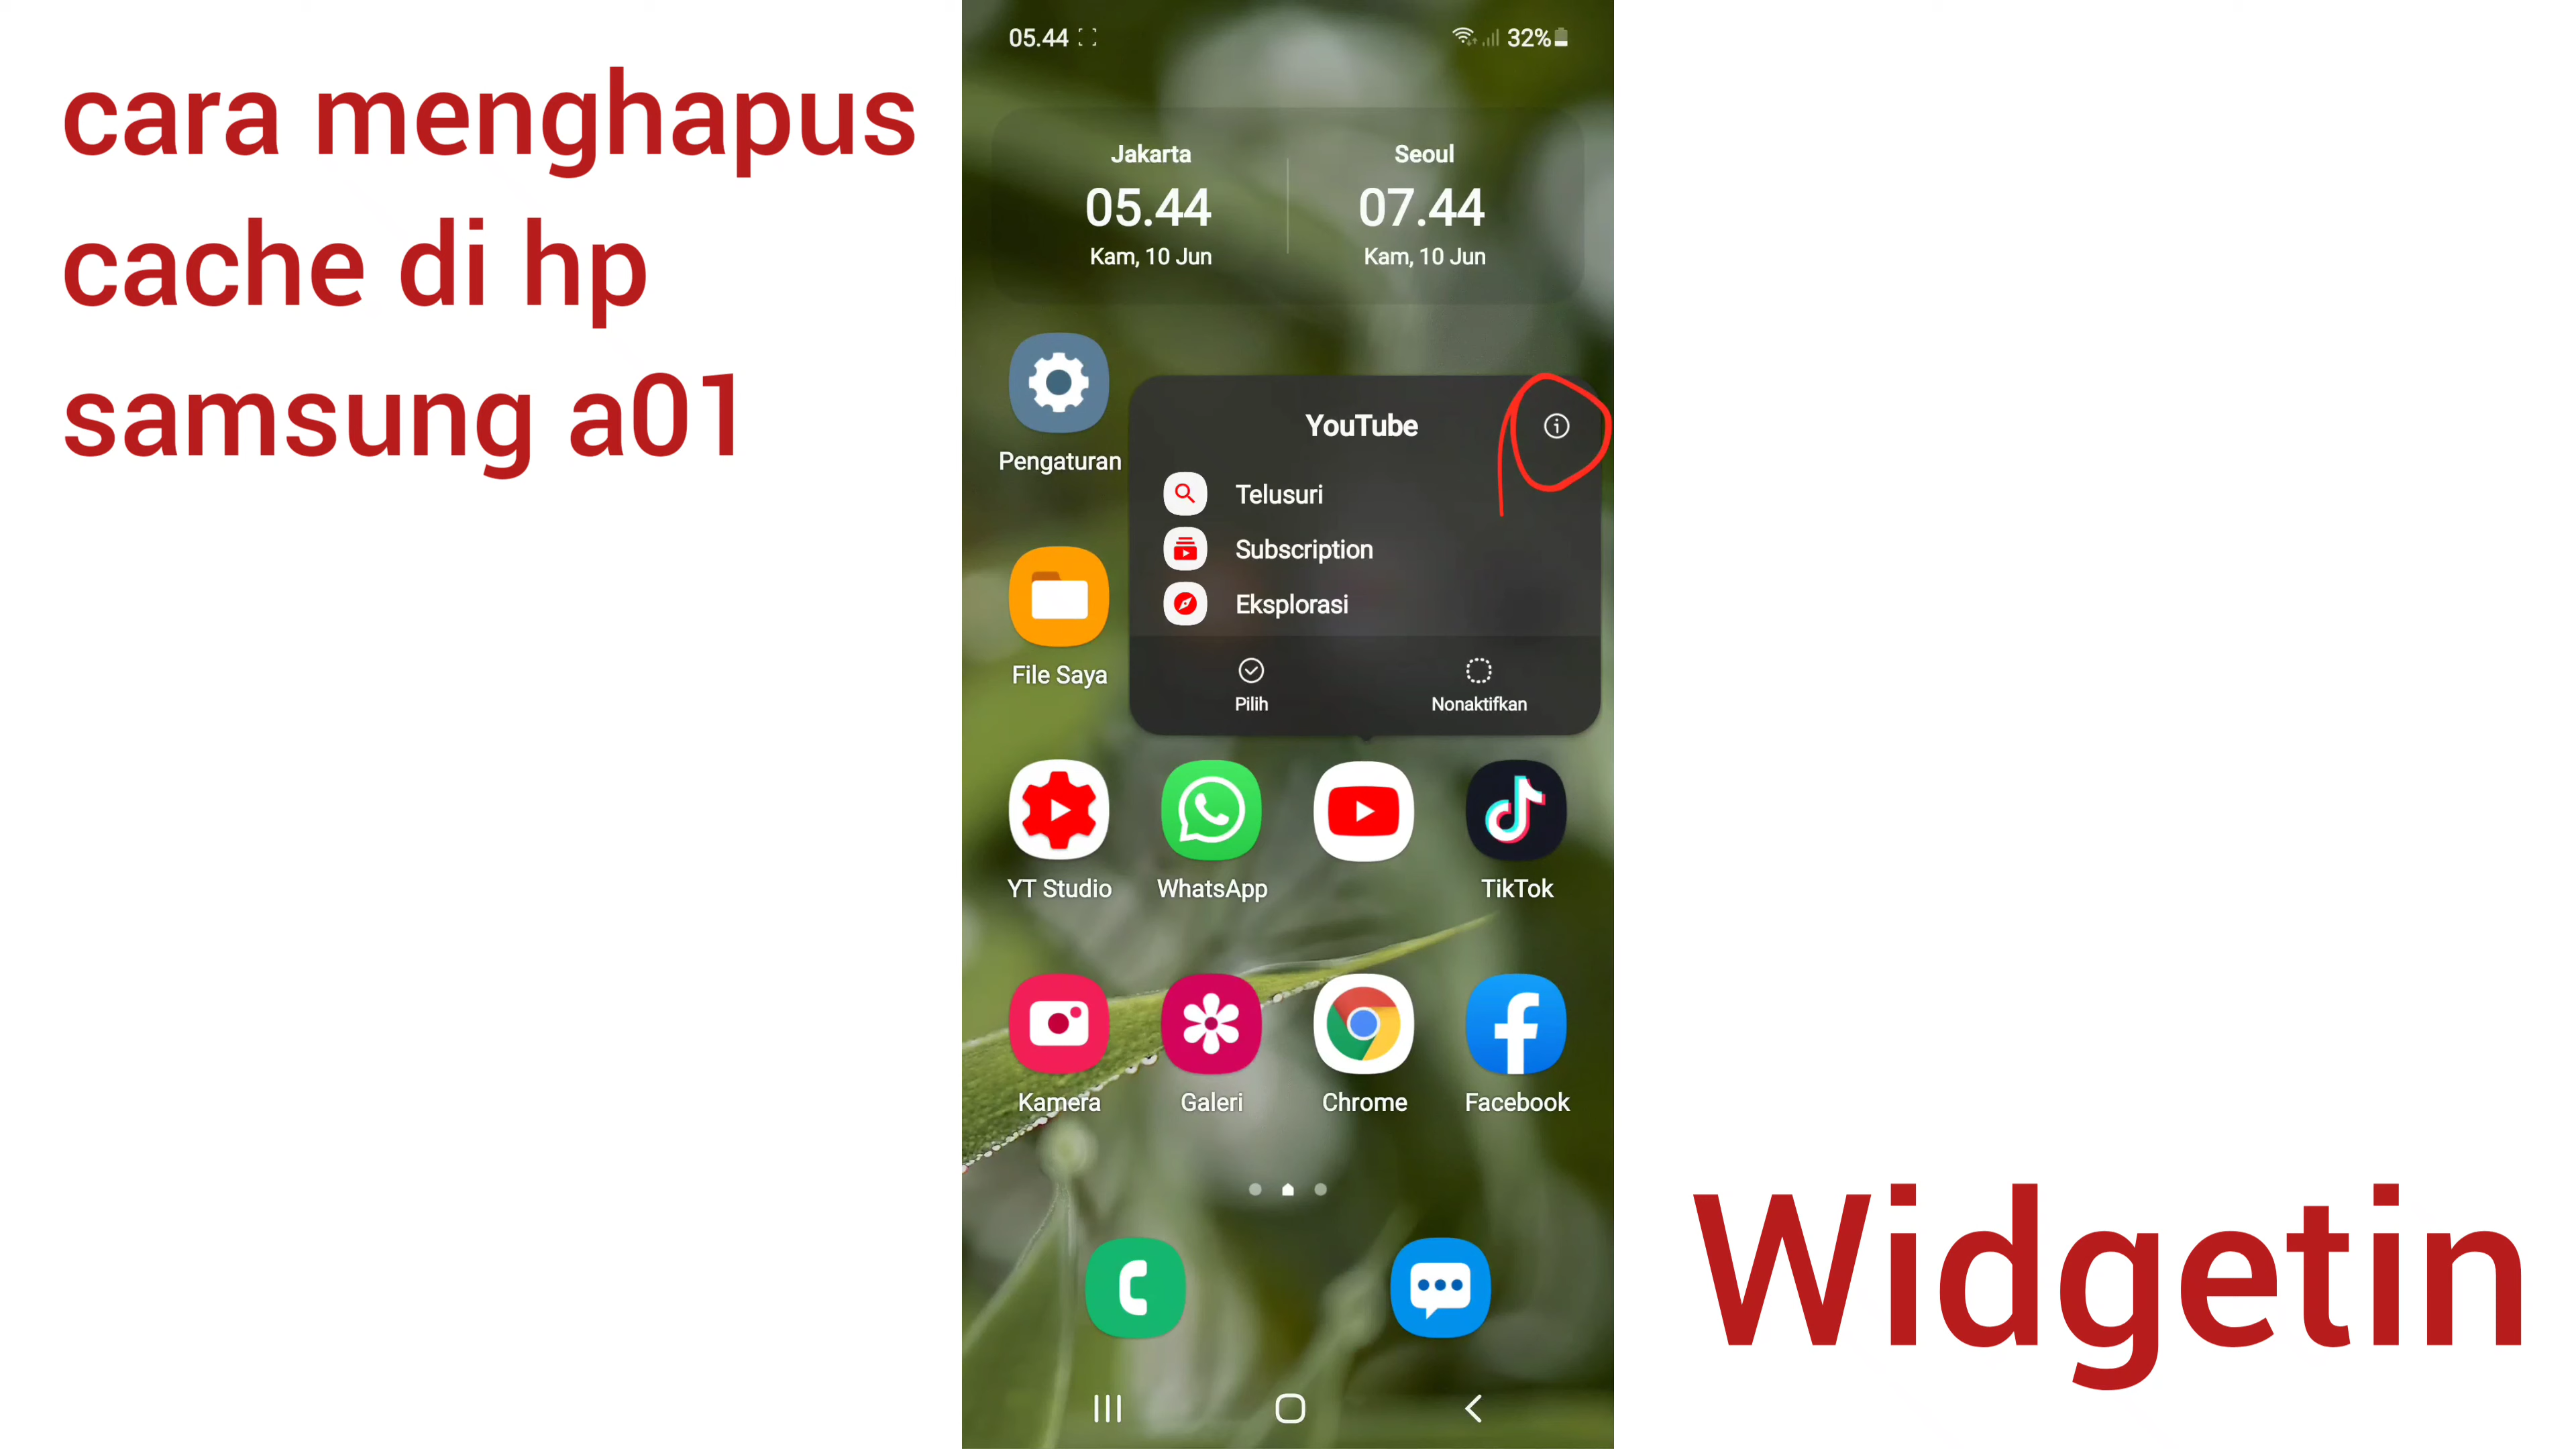 cara menghapus
cache di hp
samsung a01
05.44
32%
Jakarta
Seoul
05.44
07.44
Kam, 10 Jun
Kam, 10 Jun
Pengaturan
YouTube
Telusuri
Subscription
Eksplorasi
File Saya
Pilih
Nonaktifkan
YT Studio
WhatsApp
TikTok
Kamera
Galeri
Chrome
Facebook
Widgetin